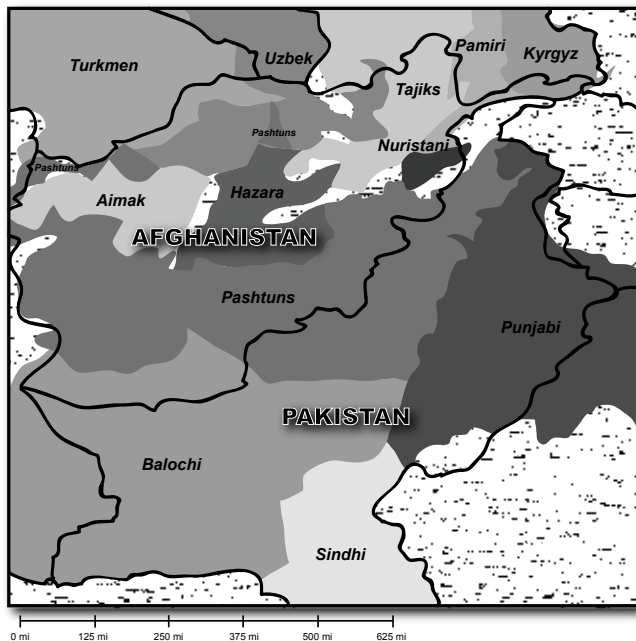 Turkmen
Uzbek
Pamiri
Kyrgyz
Tajiks
Pashtuns
Nuristani
Pashtuns
Aimak
Hazara
AFGHANISTAN
Pashtuns
Punjabi
PAKISTAN
Balochi
Sindhi
0 mi 125 mi 250 mi 375 mi 500 mi 625 mi